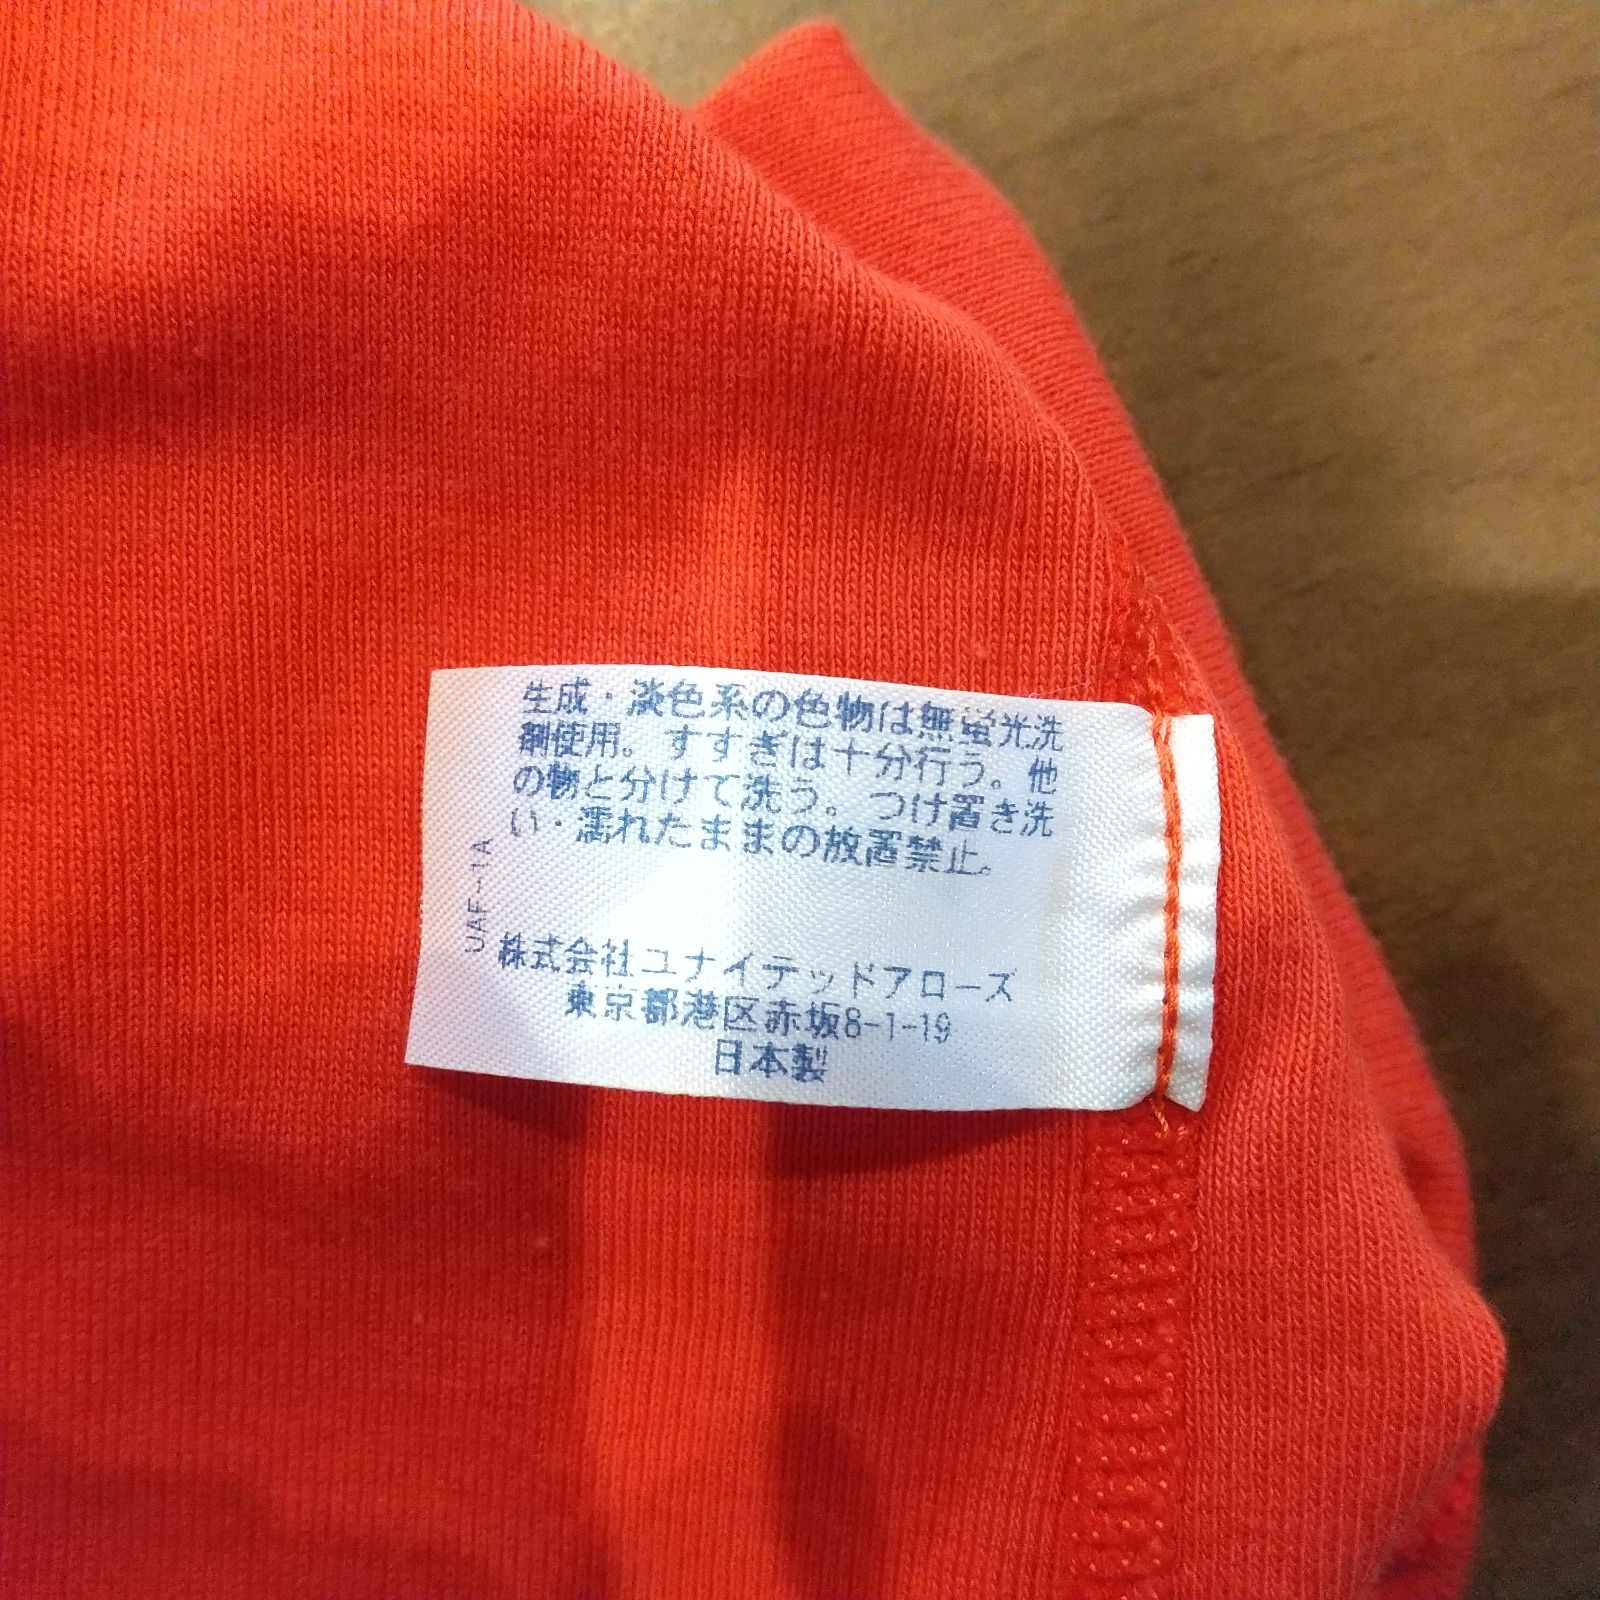 生成・淡色系の色物は無蛍光洗
剤使用。すすぎは十分行う。他
の物と分けて洗う。つけ置き洗
い・濡れたままの放置禁止。
UAF-1A
株式会社ユナイテッドアローズ
東京都港区赤坂8-1-19
日本製